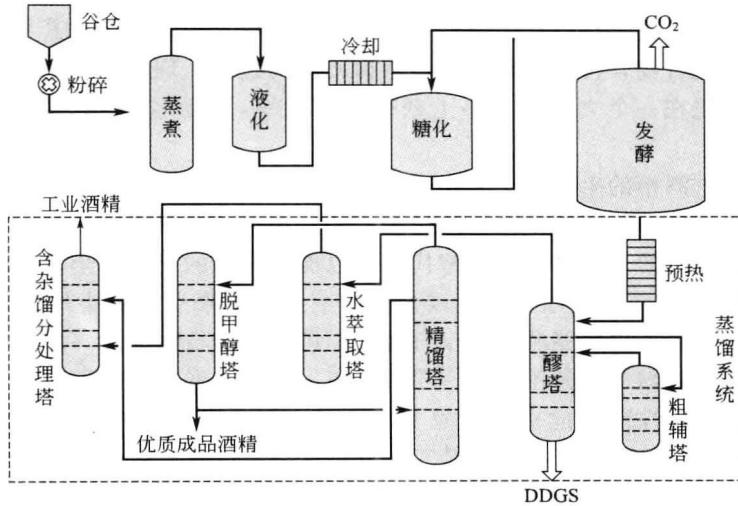 谷仓
粉碎
蒸煮
液化
冷却
糖化
CO₂
发酵
工业酒精
含杂馏分处理塔
脱甲醇塔
水萃取塔
精馏塔
醪塔
预热
粗辅塔
蒸馏系统
优质成品酒精
DDGS